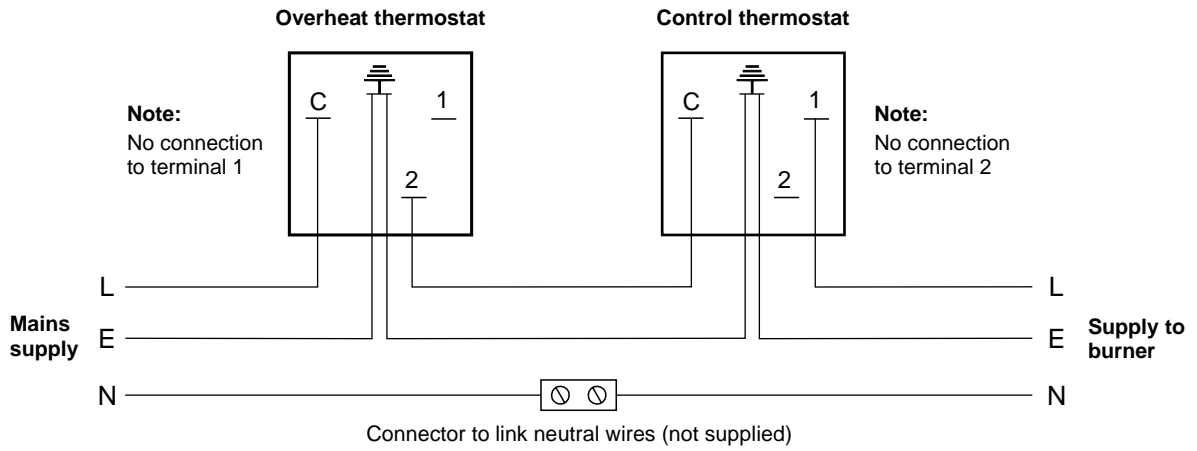 Overheat thermostat
Control thermostat
Note:
No connection
to terminal 1
C
1
2
C
1
2
Note:
No connection
to terminal 2
Mains
supply
L
E
N
L
E
N
Supply to
burner
Connector to link neutral wires (not supplied)